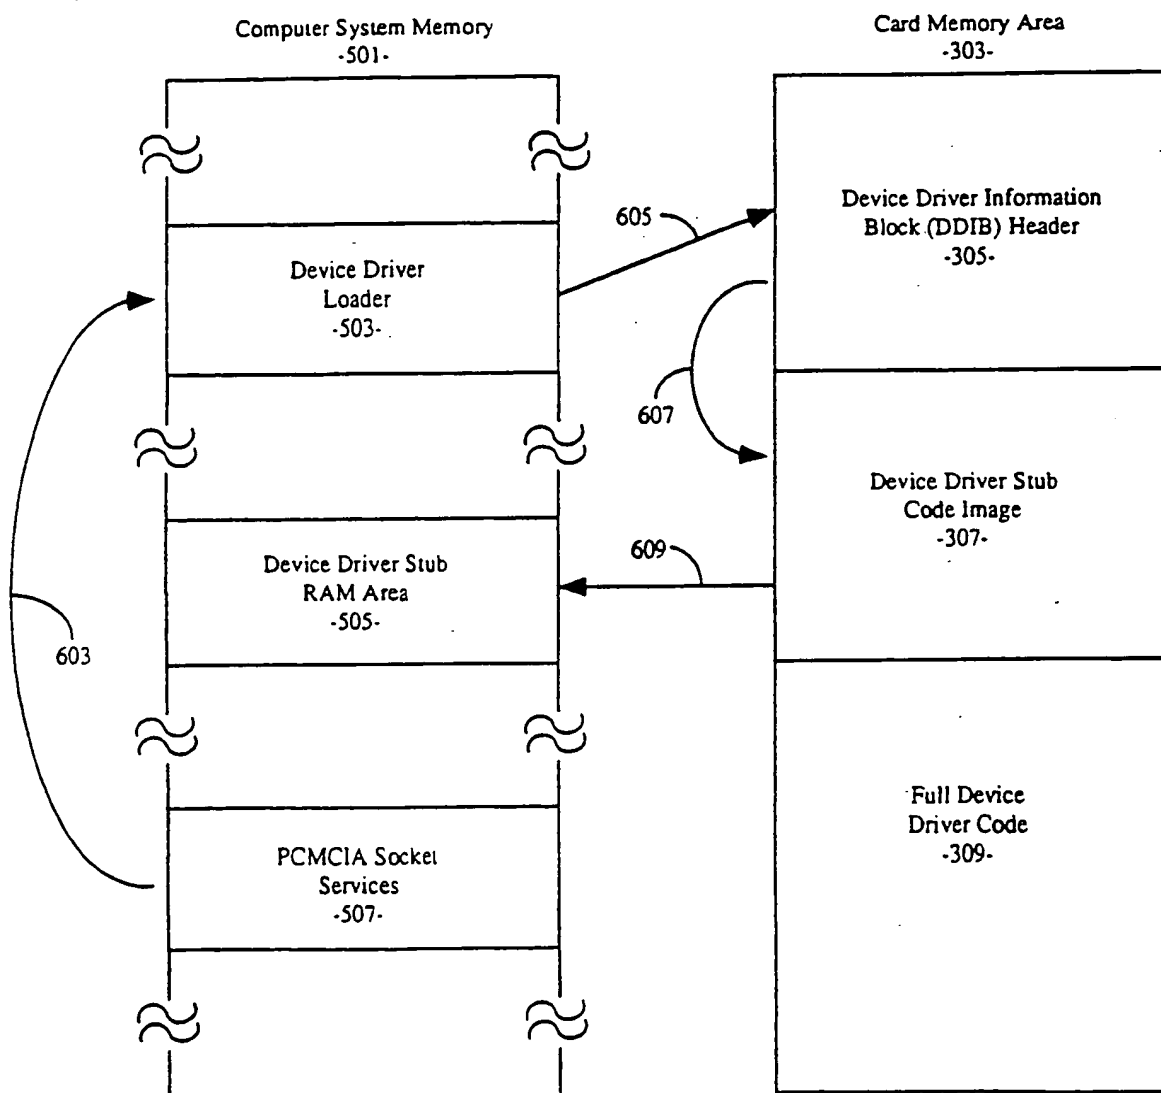 Computer System Memory
-501-
Card Memory Area
-303-
Device Driver Information
Block (DDIB) Header
-305-
605
Device Driver
Loader
-503-
607
Device Driver Stub
Code Image
-307-
609
Device Driver Stub
RAM Area
-505-
603
Full Device
Driver Code
-309-
PCMCIA Socket
Services
-507-